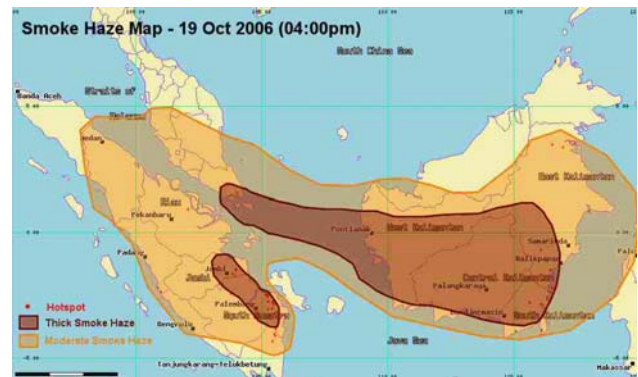 Smoke Haze Map - 19 Oct 2006 (04:00pm)
South China Sea
Banda Aceh
Straits of
Malacca
Medan
East Kalimantan
Riau
Pekanbaru
Pontianak
West Kalimantan
Samarinda
Padang
Balikpapan
Jambi
Jambi
Central Kalimantan
Palangkaraya
Palembang
South Sumatra
Hotspot
Thick Smoke Haze
Banjarmasin
South Kalimantan
Bengkulu
Moderate Smoke Haze
Java Sea
Tanjungkarang-Telukbetung
Makassar